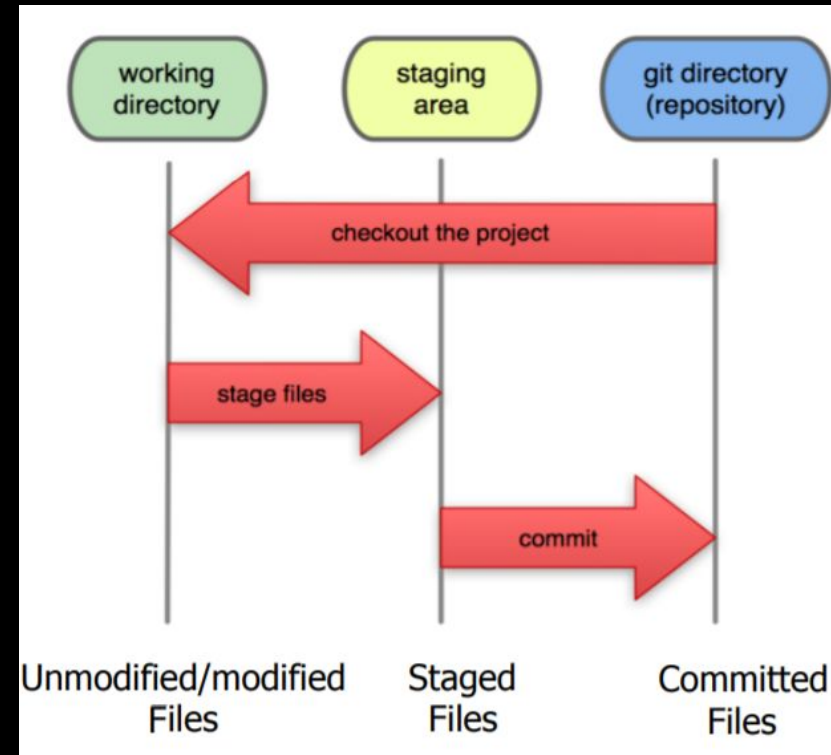 working
directory
staging
area
git directory
(repository)
checkout the project
stage files
commit
Unmodified/modified
Files
Staged
Files
Committed
Files